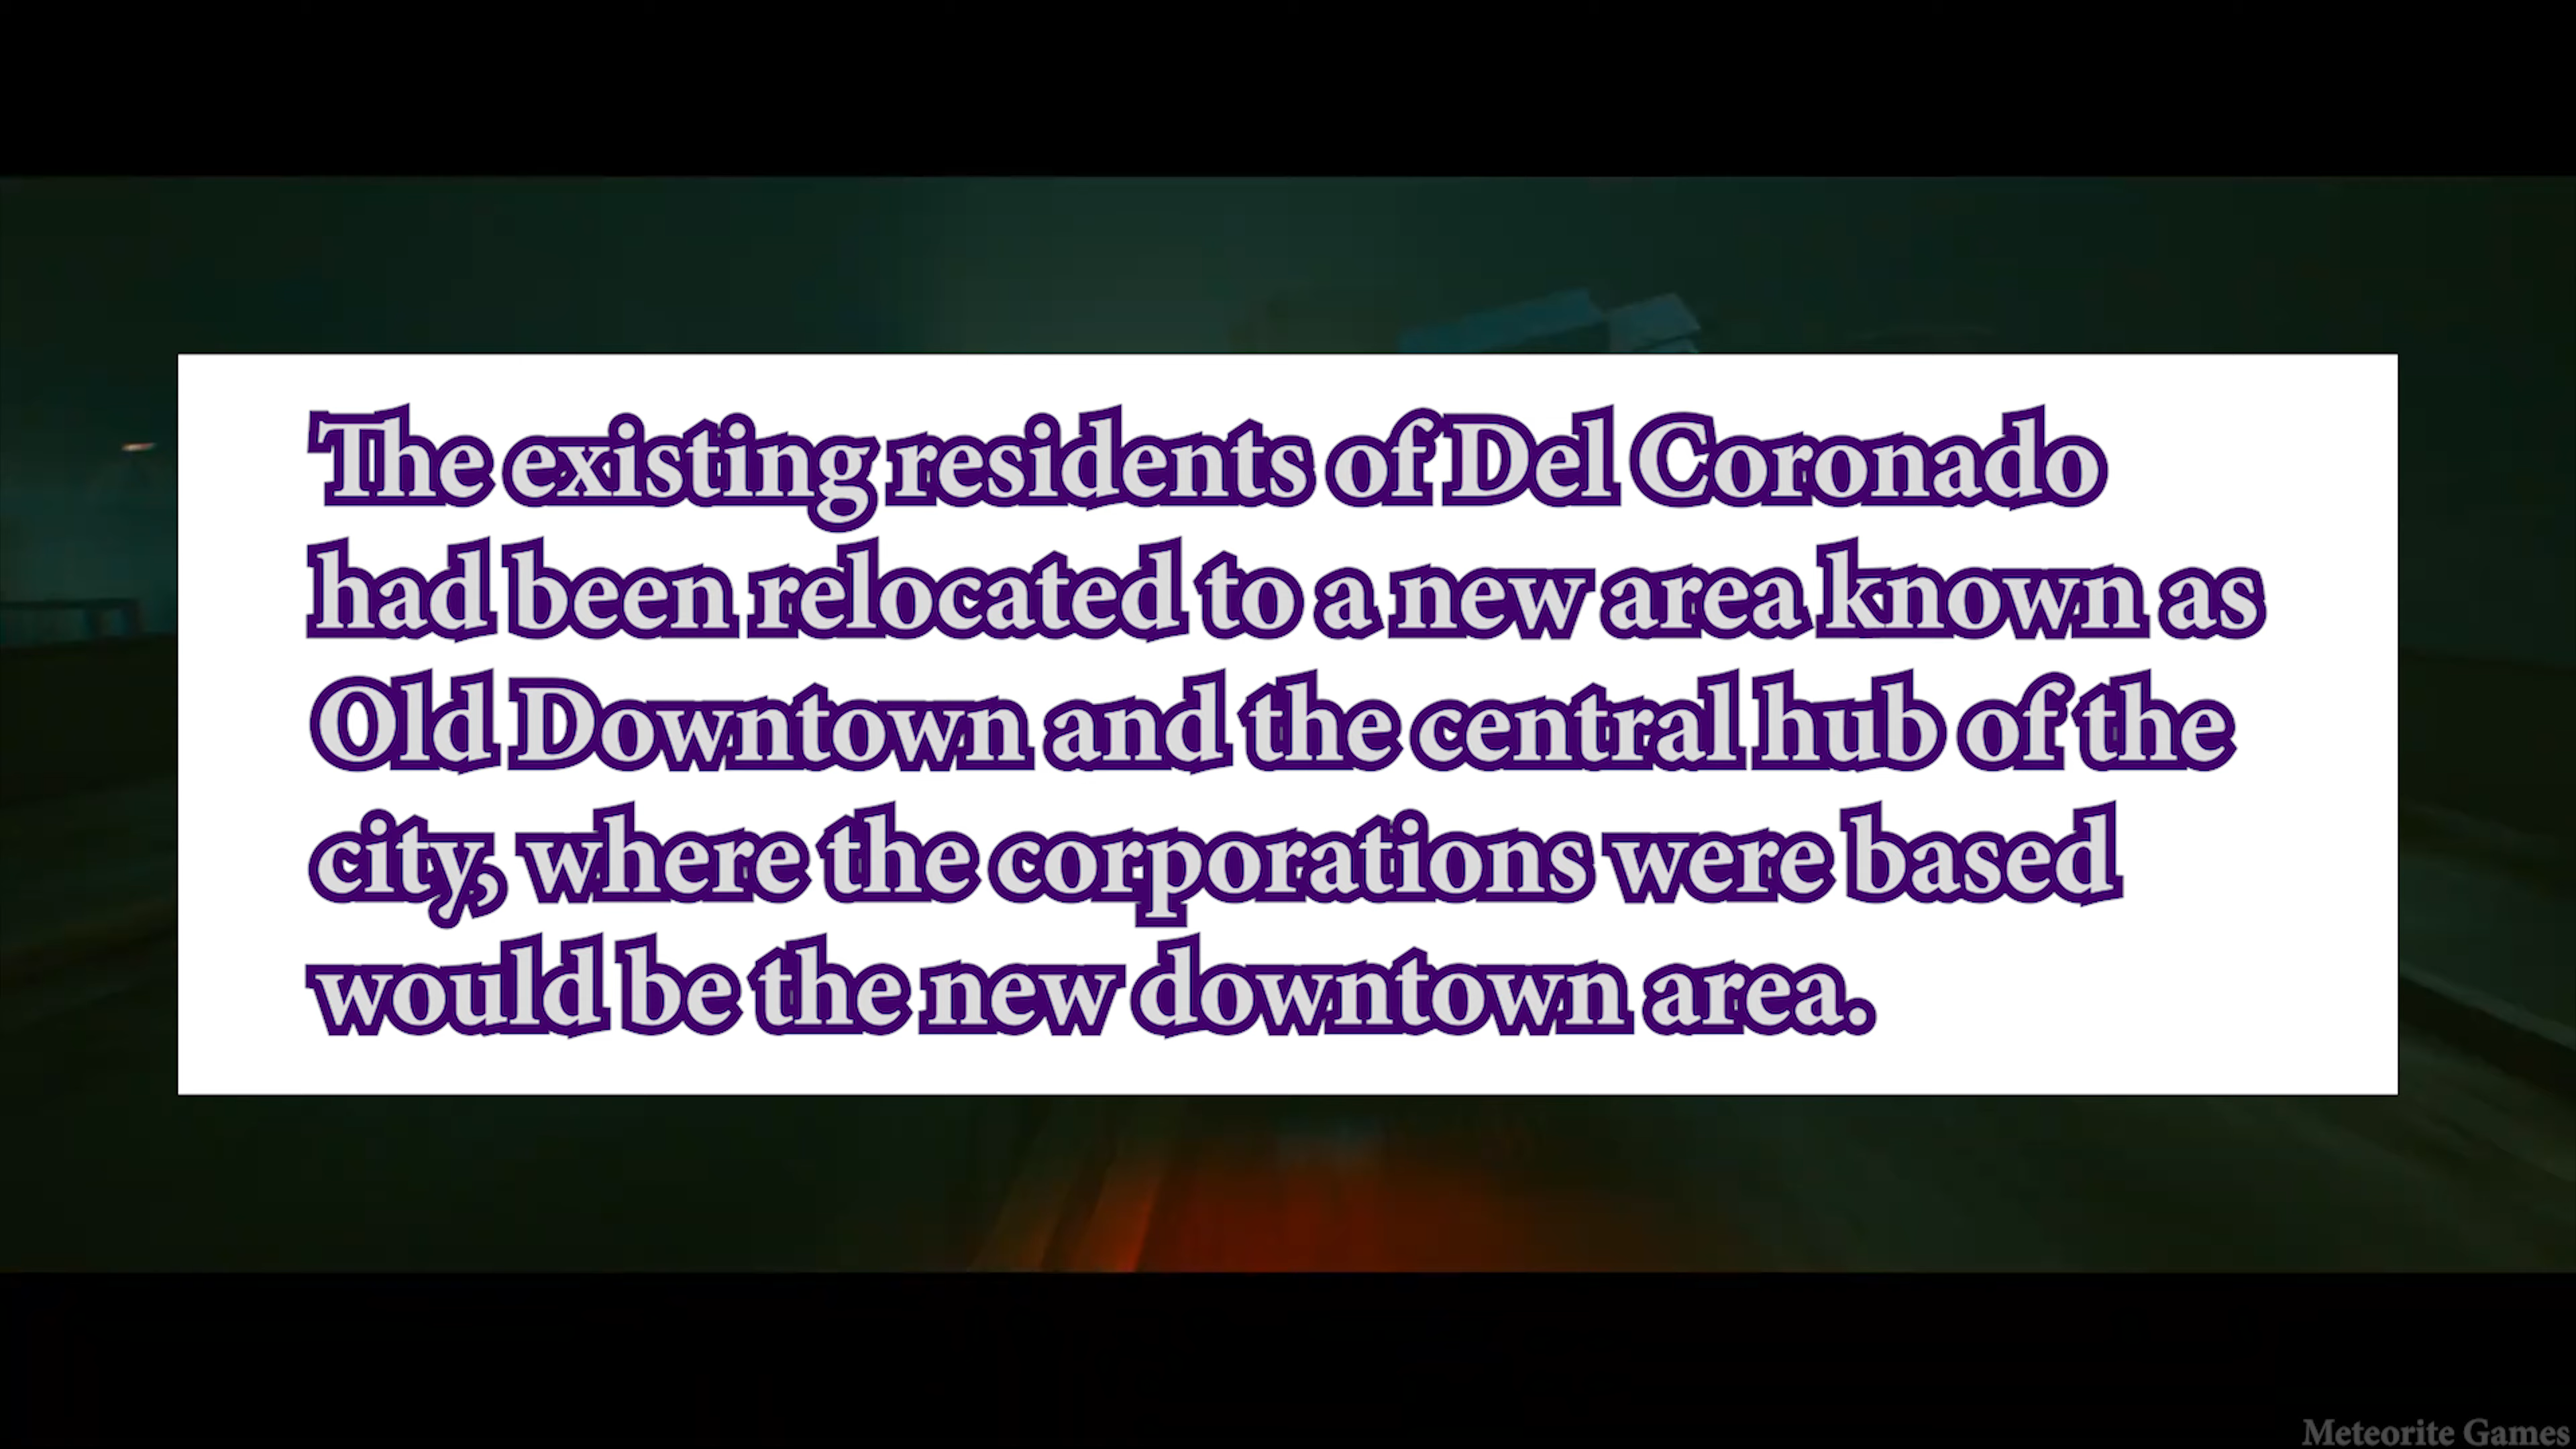 The existing residents of Del Coronado
had been relocated to a new area known as
Old Downtown and the central hub of the
city, where the corporations were based
would be the new downtown area.
Meteorite Games